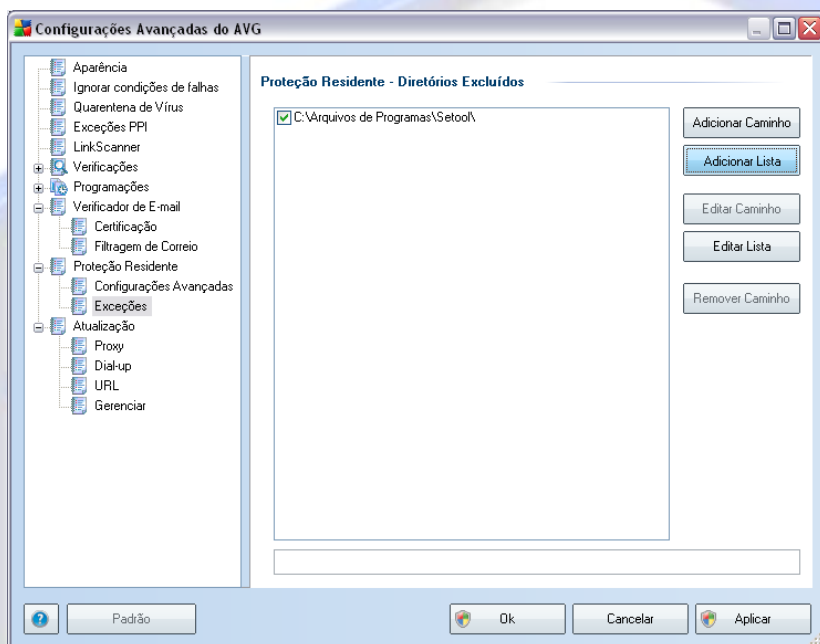 Configurações Avançadas do AVG
Aparência
Ignorar condições de falhas
Quarentena de Vírus
Exceções PPI
LinkScanner
Verificações
Programações
Verificador de E-mail
Certificação
Filtragem de Correio
Proteção Residente
Configurações Avançadas
Exceções
Atualização
Proxy
Dial-up
URL
Gerenciar
Proteção Residente - Diretórios Excluídos
C:\Arquivos de Programas\Setool\
Adicionar Caminho
Adicionar Lista
Editar Caminho
Editar Lista
Remover Caminho
Padrão
Ok
Cancelar
Aplicar